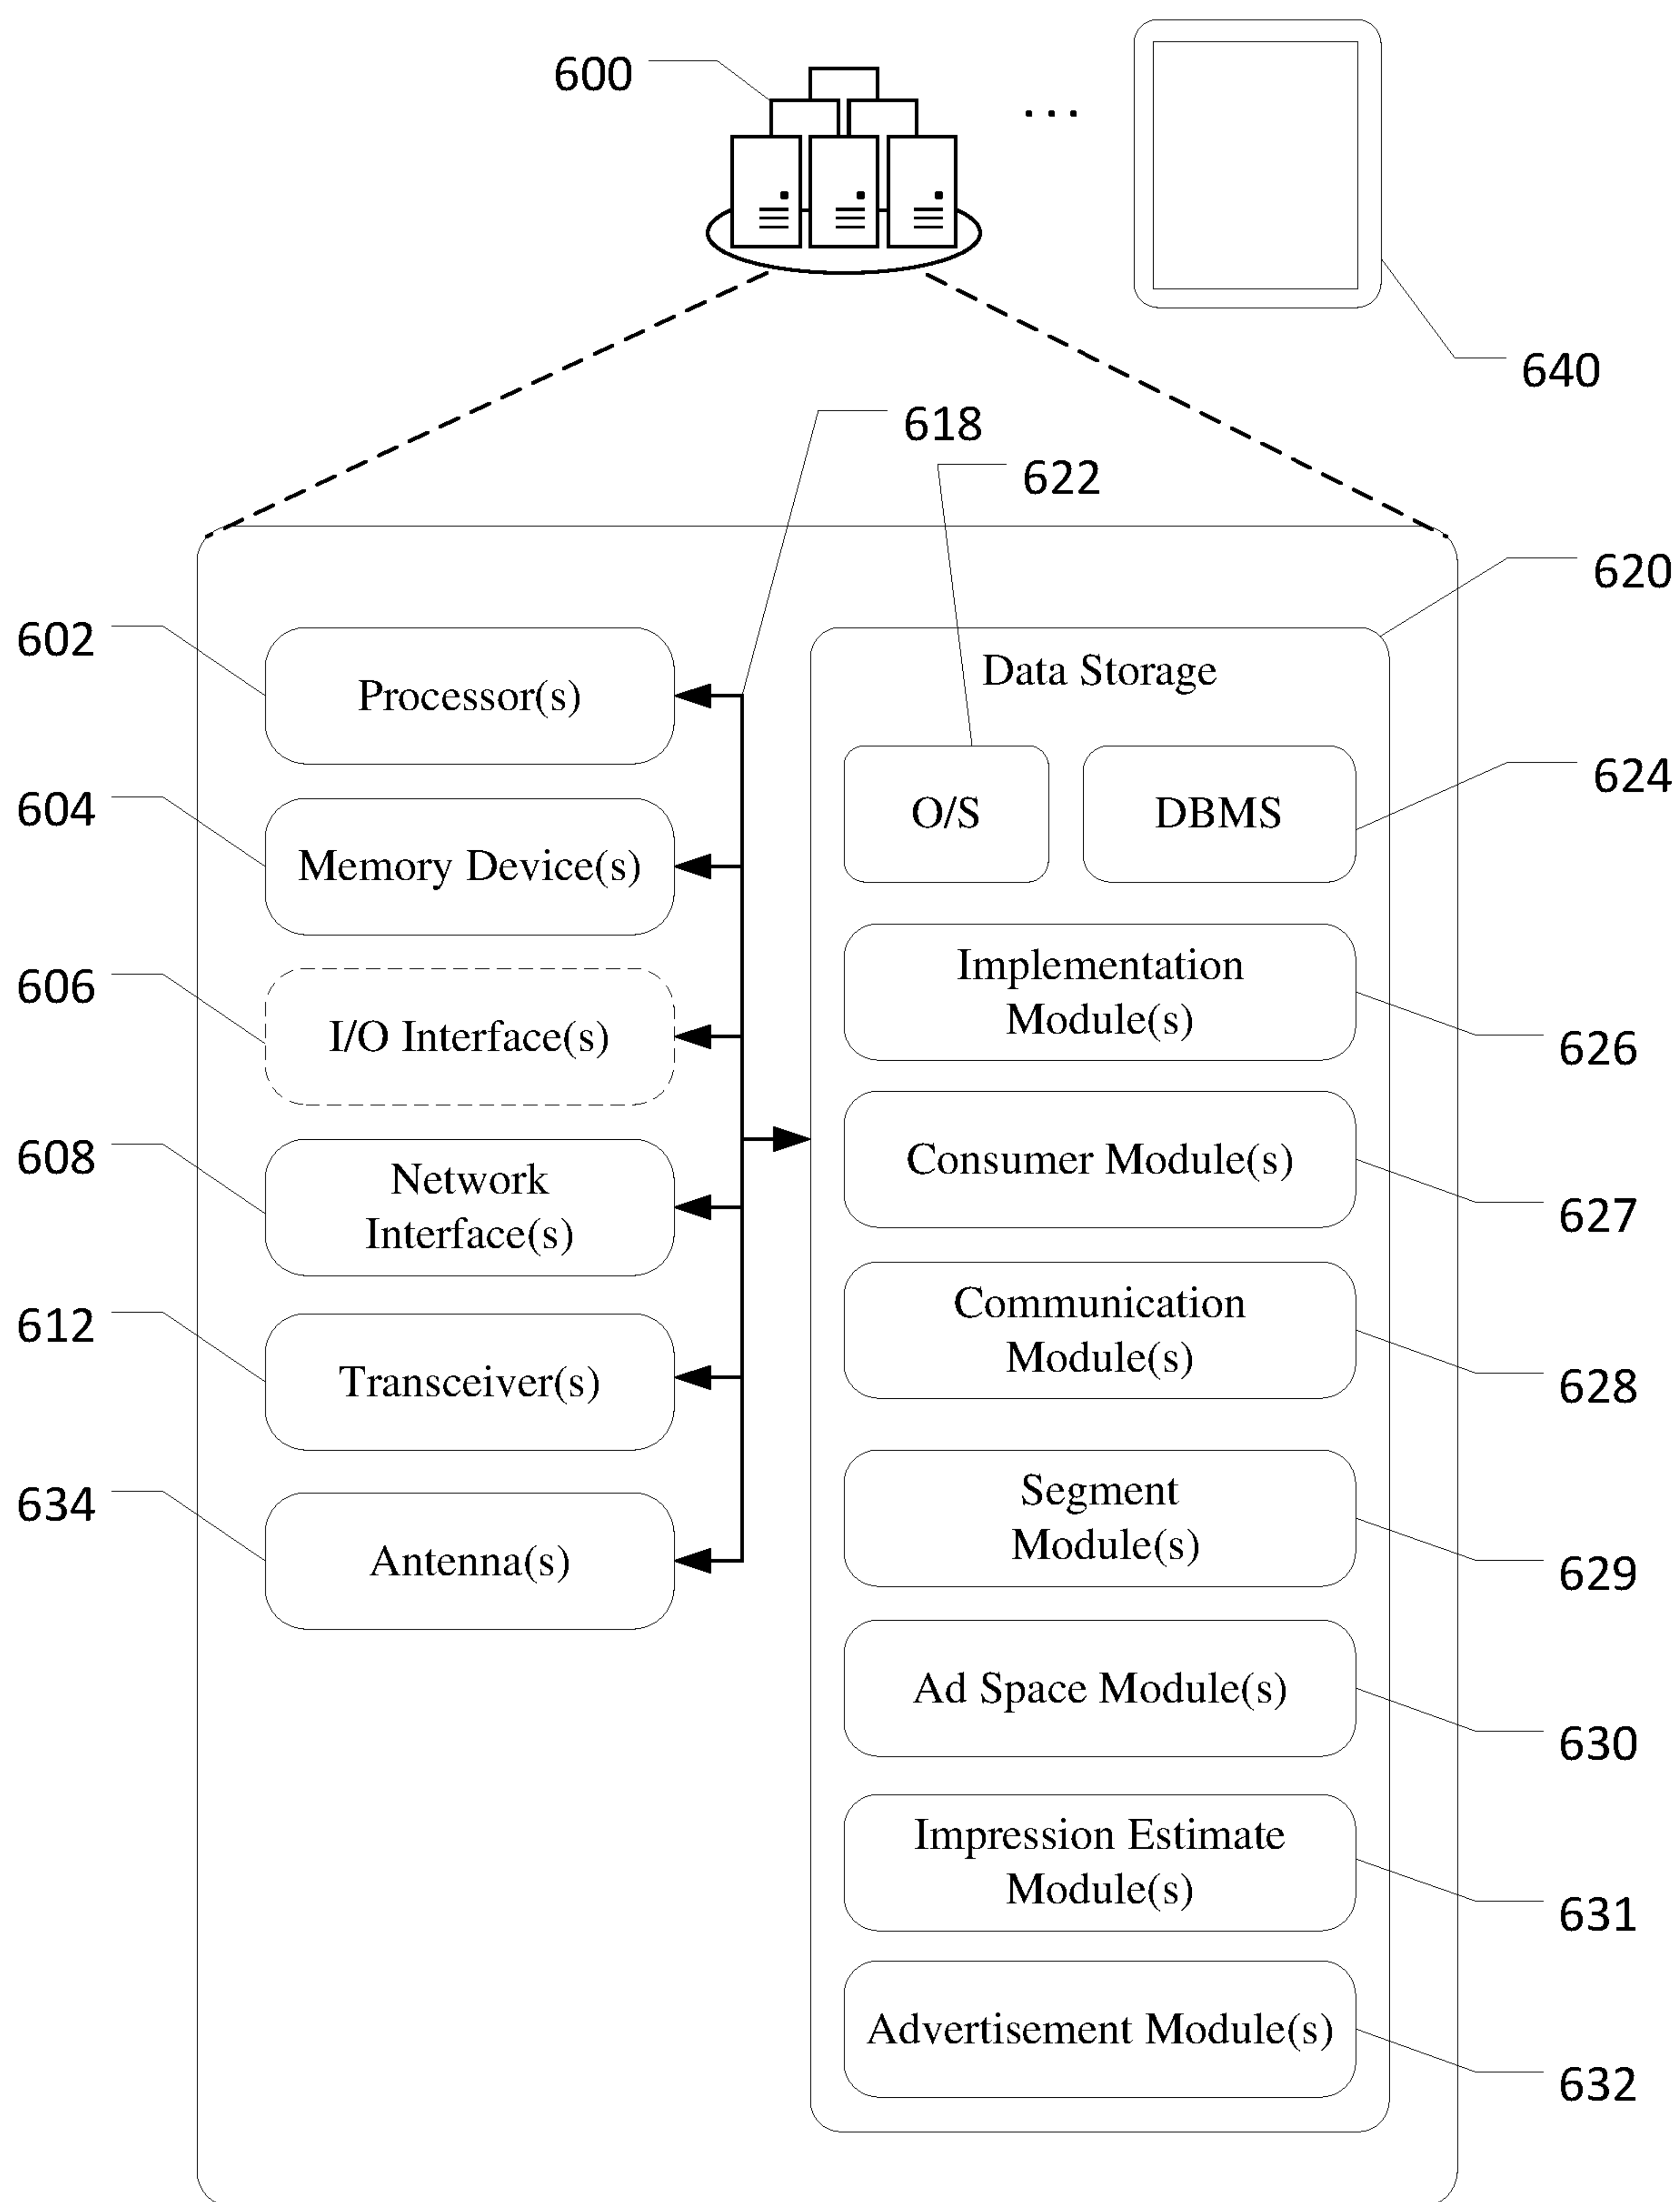 600
...
640
618
622
620
602
Processor(s)
Data Storage
604
Memory Device(s)
O/S
DBMS
624
606
I/O Interface(s)
Implementation
Module(s)
626
608
Network
Interface(s)
Consumer Module(s)
627
612
Transceiver(s)
Communication
Module(s)
628
634
Antenna(s)
Segment
Module(s)
629
Ad Space Module(s)
630
Impression Estimate
Module(s)
631
Advertisement Module(s)
632